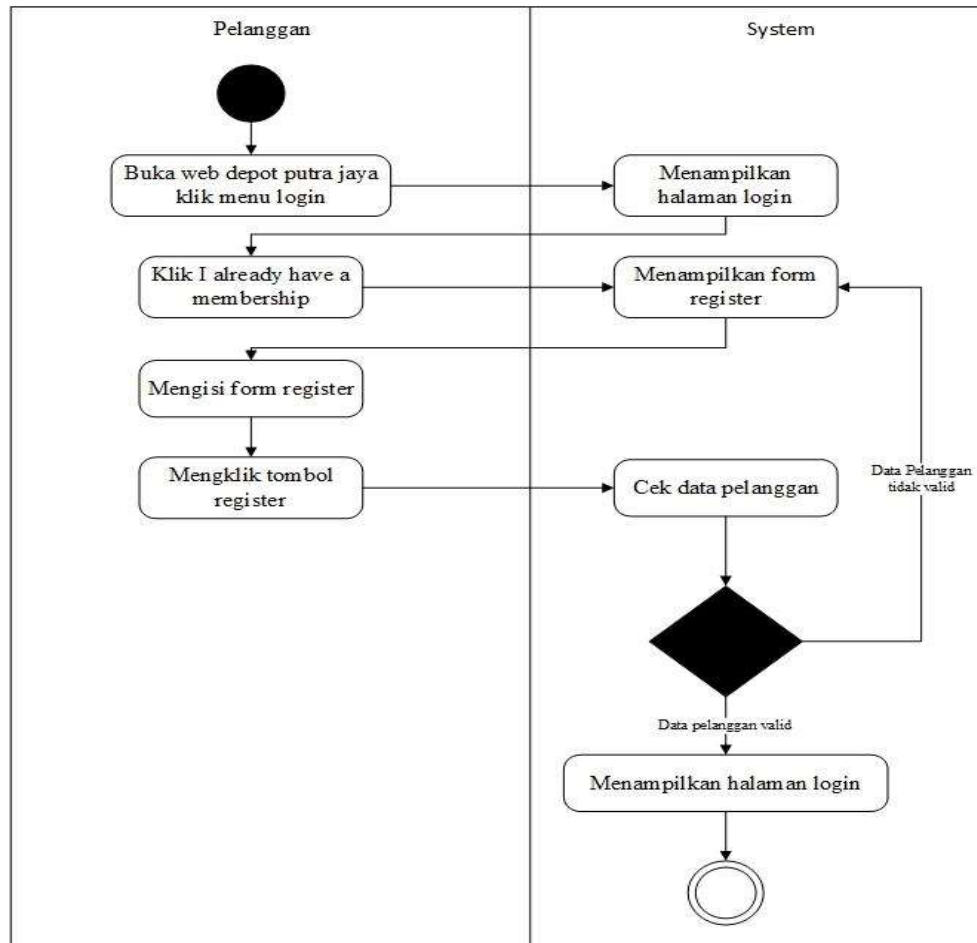 Pelanggan
System
Buka web depot putra jaya
klik menu login
Menampilkan
halaman login
Klik I already have a
membership
Menampilkan form
register
Mengisi form register
Mengklik tombol
register
Cek data pelanggan
Data Pelanggan
tidak valid
Data pelanggan valid
Menampilkan halaman login